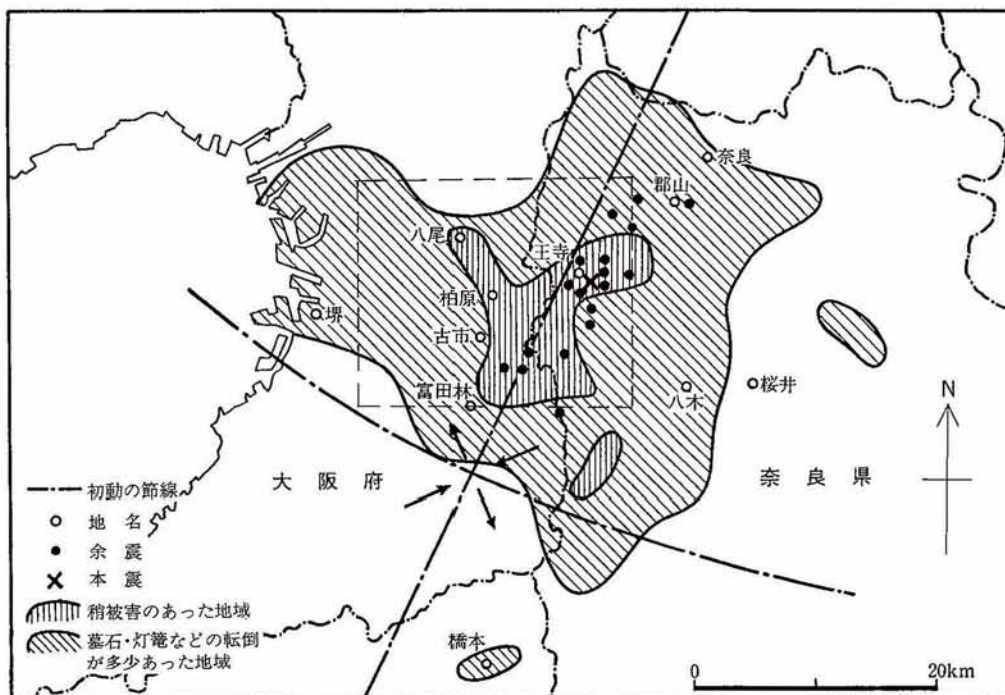 奈良
郡山
八尾
王寺
柏原
堺
古市
富田林
八木
桜井
N
大阪府
奈良県
初動の節線
地名
余震
本震
稍被害のあった地域
墓石・灯篭などの転倒
が多少あった地域
橋本
0 20km